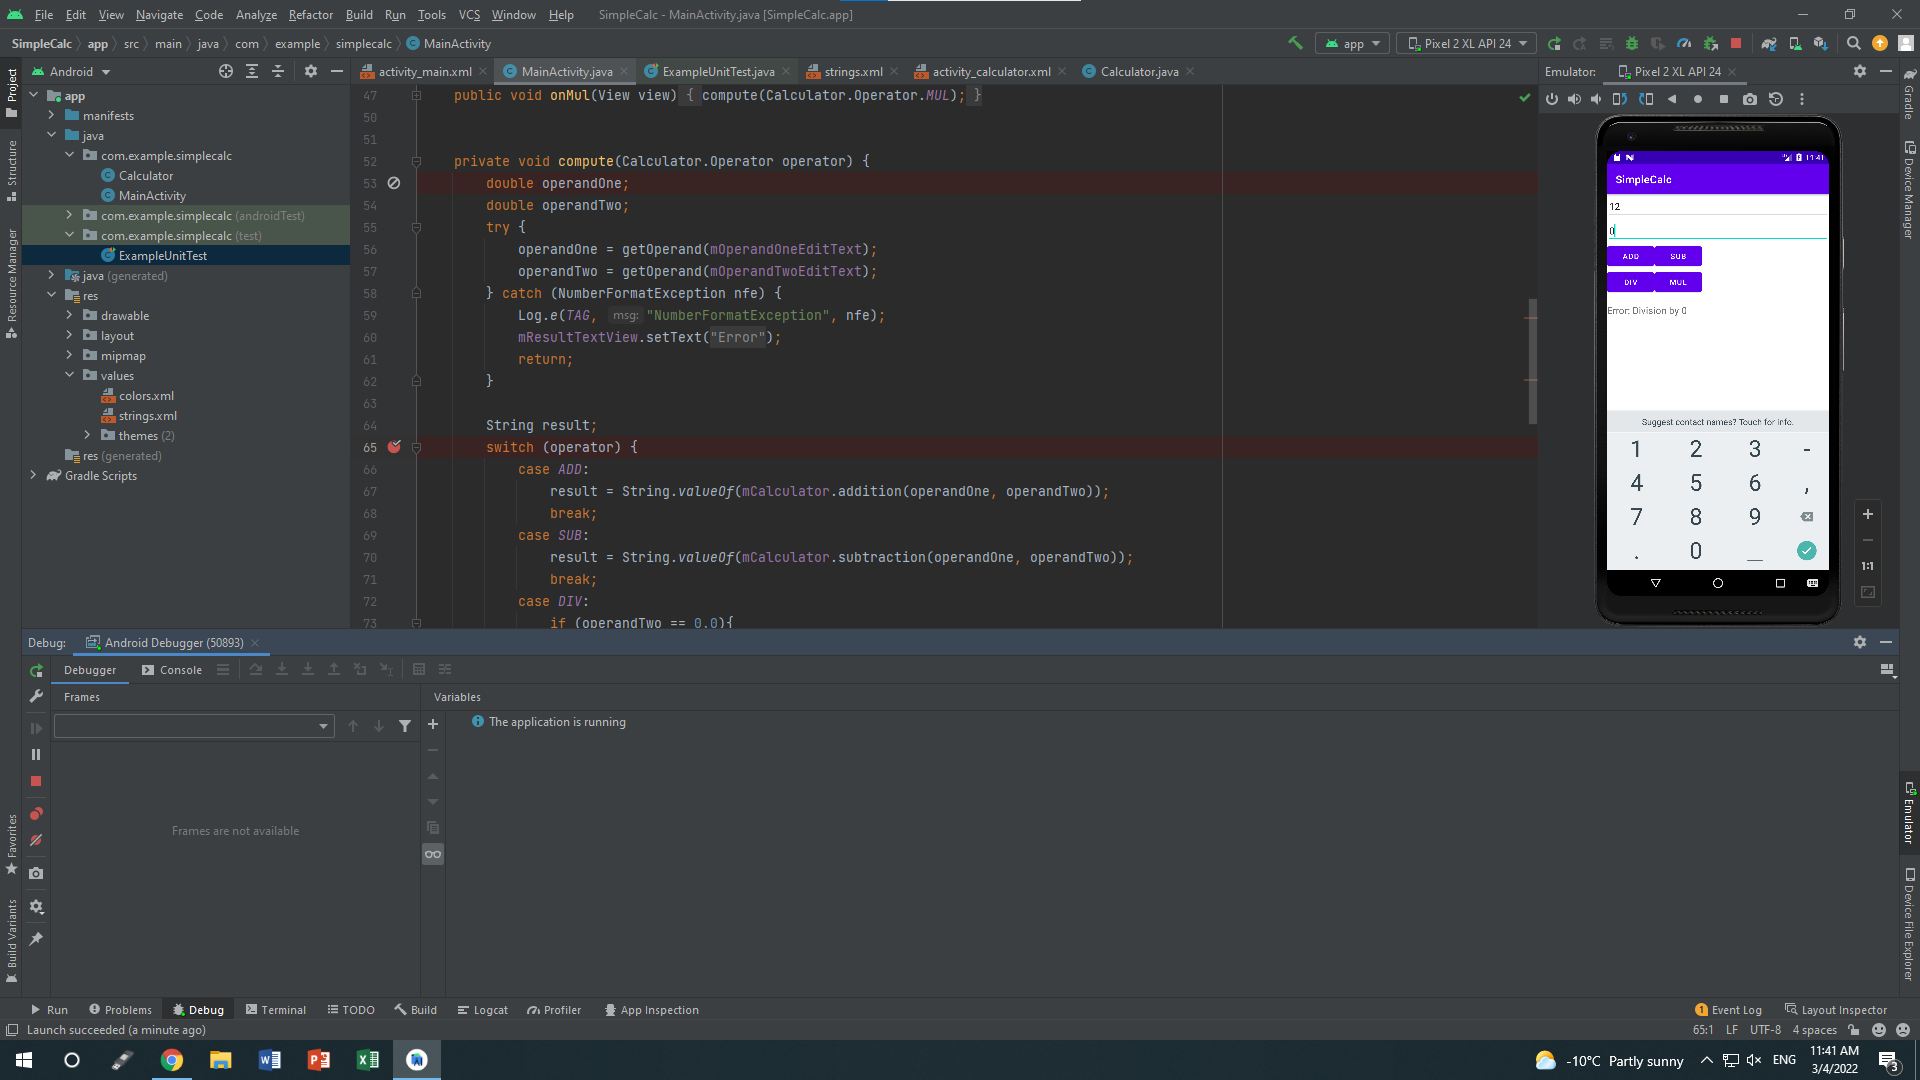 File Edit View Navigate Code Analyze Refactor Build Run Tools VCS Window Help SimpleCalc - MainActivity.java [SimpleCalc.app]
SimpleCalc app src main java com example simplecalc MainActivity app Pixel 2 XL API 24
Project
Structure
Resource Manager
Favorites
Build Variants
Android
app
manifests
java
com.example.simplecalc
Calculator
MainActivity
com.example.simplecalc (androidTest)
com.example.simplecalc (test)
ExampleUnitTest
java (generated)
res
drawable
layout
mipmap
values
colors.xml
strings.xml
themes (2)
res (generated)
Gradle Scripts
activity_main.xml MainActivity.java ExampleUnitTest.java strings.xml activity_calculator.xml Calculator.java
47 public void onMul(View view) { compute(Calculator.Operator.MUL); }
50
51
52 private void compute(Calculator.Operator operator) {
53 double operandOne;
54 double operandTwo;
55 try {
56 operandOne = getOperand(mOperandOneEditText);
57 operandTwo = getOperand(mOperandTwoEditText);
58 } catch (NumberFormatException nfe) {
59 Log.e(TAG, msg: "NumberFormatException", nfe);
60 mResultTextView.setText("Error");
61 return;
62 }
63
64 String result;
65 switch (operator) {
66 case ADD:
67 result = String.valueOf(mCalculator.addition(operandOne, operandTwo));
68 break;
69 case SUB:
70 result = String.valueOf(mCalculator.subtraction(operandOne, operandTwo));
71 break;
72 case DIV:
73 if (operandTwo == 0.0){
Emulator: Pixel 2 XL API 24
11:41
SimpleCalc
12
0
ADD SUB
DIV MUL
Error: Division by 0
Suggest contact names? Touch for info.
1 2 3 -
4 5 6 ,
7 8 9
. 0 _
1:1
Gradle
Device Manager
Emulator
Device File Explorer
Debug: Android Debugger (50893)
Debugger Console
Frames Variables
The application is running
Frames are not available
Run Problems Debug Terminal TODO Build Logcat Profiler App Inspection 1 Event Log Layout Inspector
Launch succeeded (a minute ago) 65:1 LF UTF-8 4 spaces
-10°C Partly sunny ENG 11:41 AM
3/4/2022
3